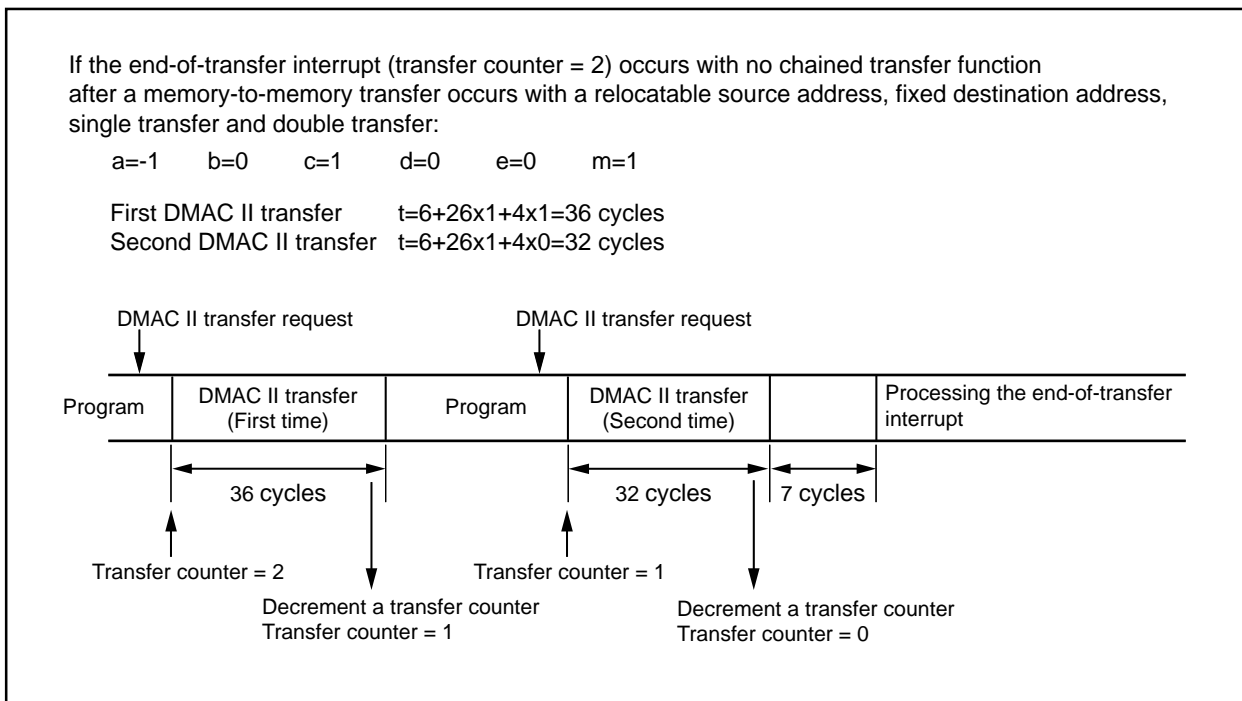 If the end-of-transfer interrupt (transfer counter = 2) occurs with no chained transfer function
after a memory-to-memory transfer occurs with a relocatable source address, fixed destination address,
single transfer and double transfer:
a=-1 b=0 c=1 d=0 e=0 m=1
First DMAC II transfer t=6+26x1+4x1=36 cycles
Second DMAC II transfer t=6+26x1+4x0=32 cycles
DMAC II transfer request
DMAC II transfer request
Program
DMAC II transfer
(First time)
Program
DMAC II transfer
(Second time)
Processing the end-of-transfer
interrupt
36 cycles
32 cycles
7 cycles
Transfer counter = 2
Transfer counter = 1
Decrement a transfer counter
Transfer counter = 1
Decrement a transfer counter
Transfer counter = 0